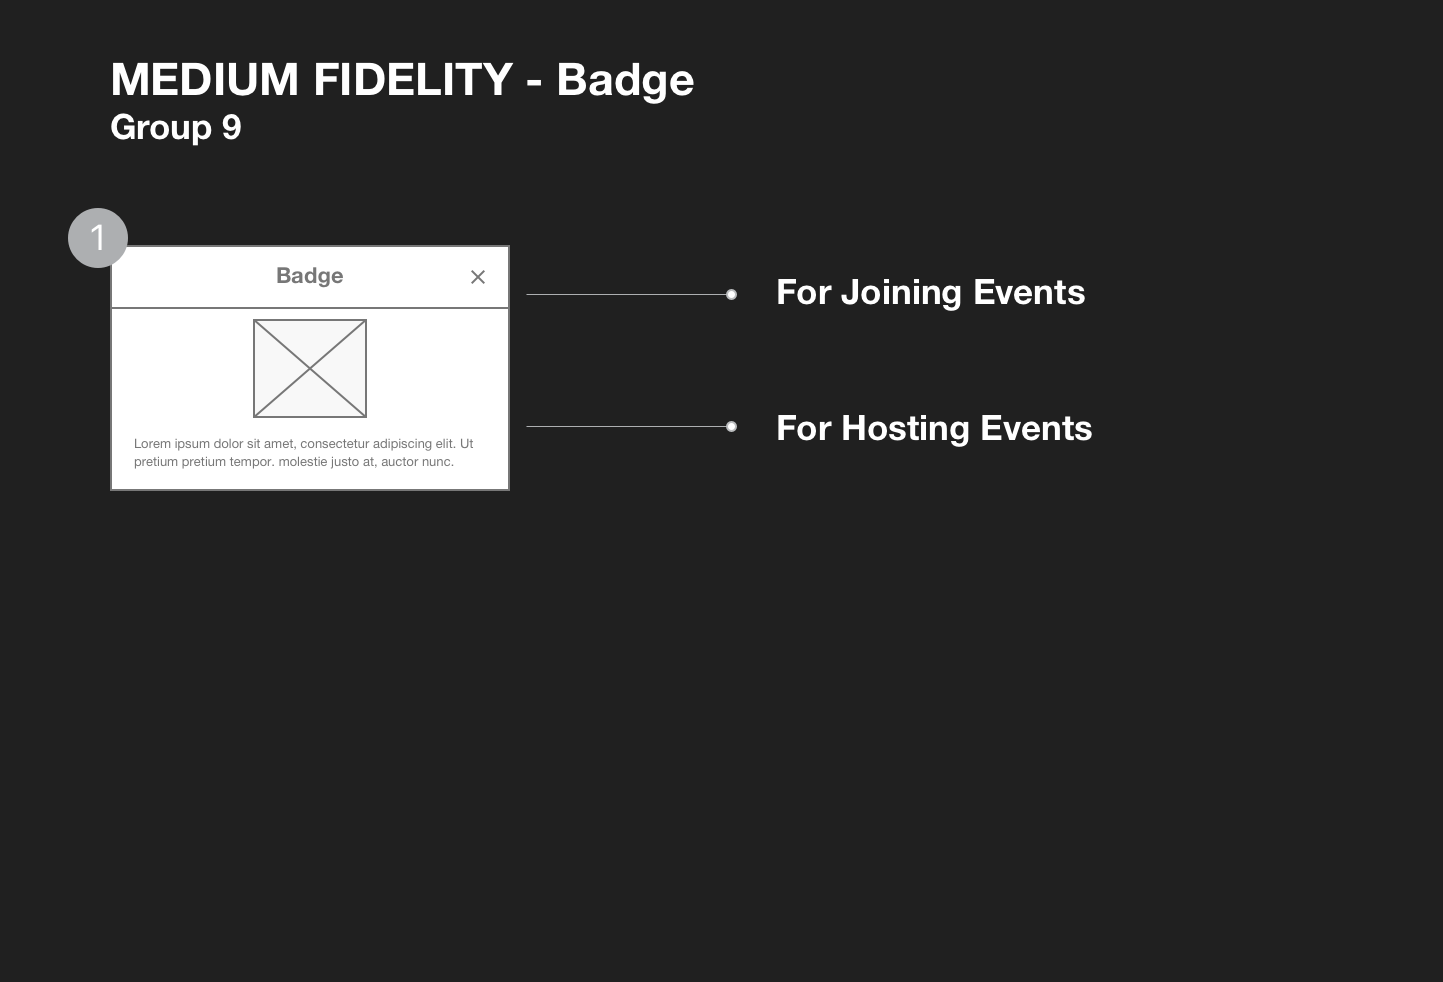 MEDIUM FIDELITY - Badge
Group 9
1
Badge
For Joining Events
Lorem ipsum dolor sit amet, consectetur adipiscing elit. Ut
pretium pretium tempor. molestie justo at, auctor nunc.
For Hosting Events